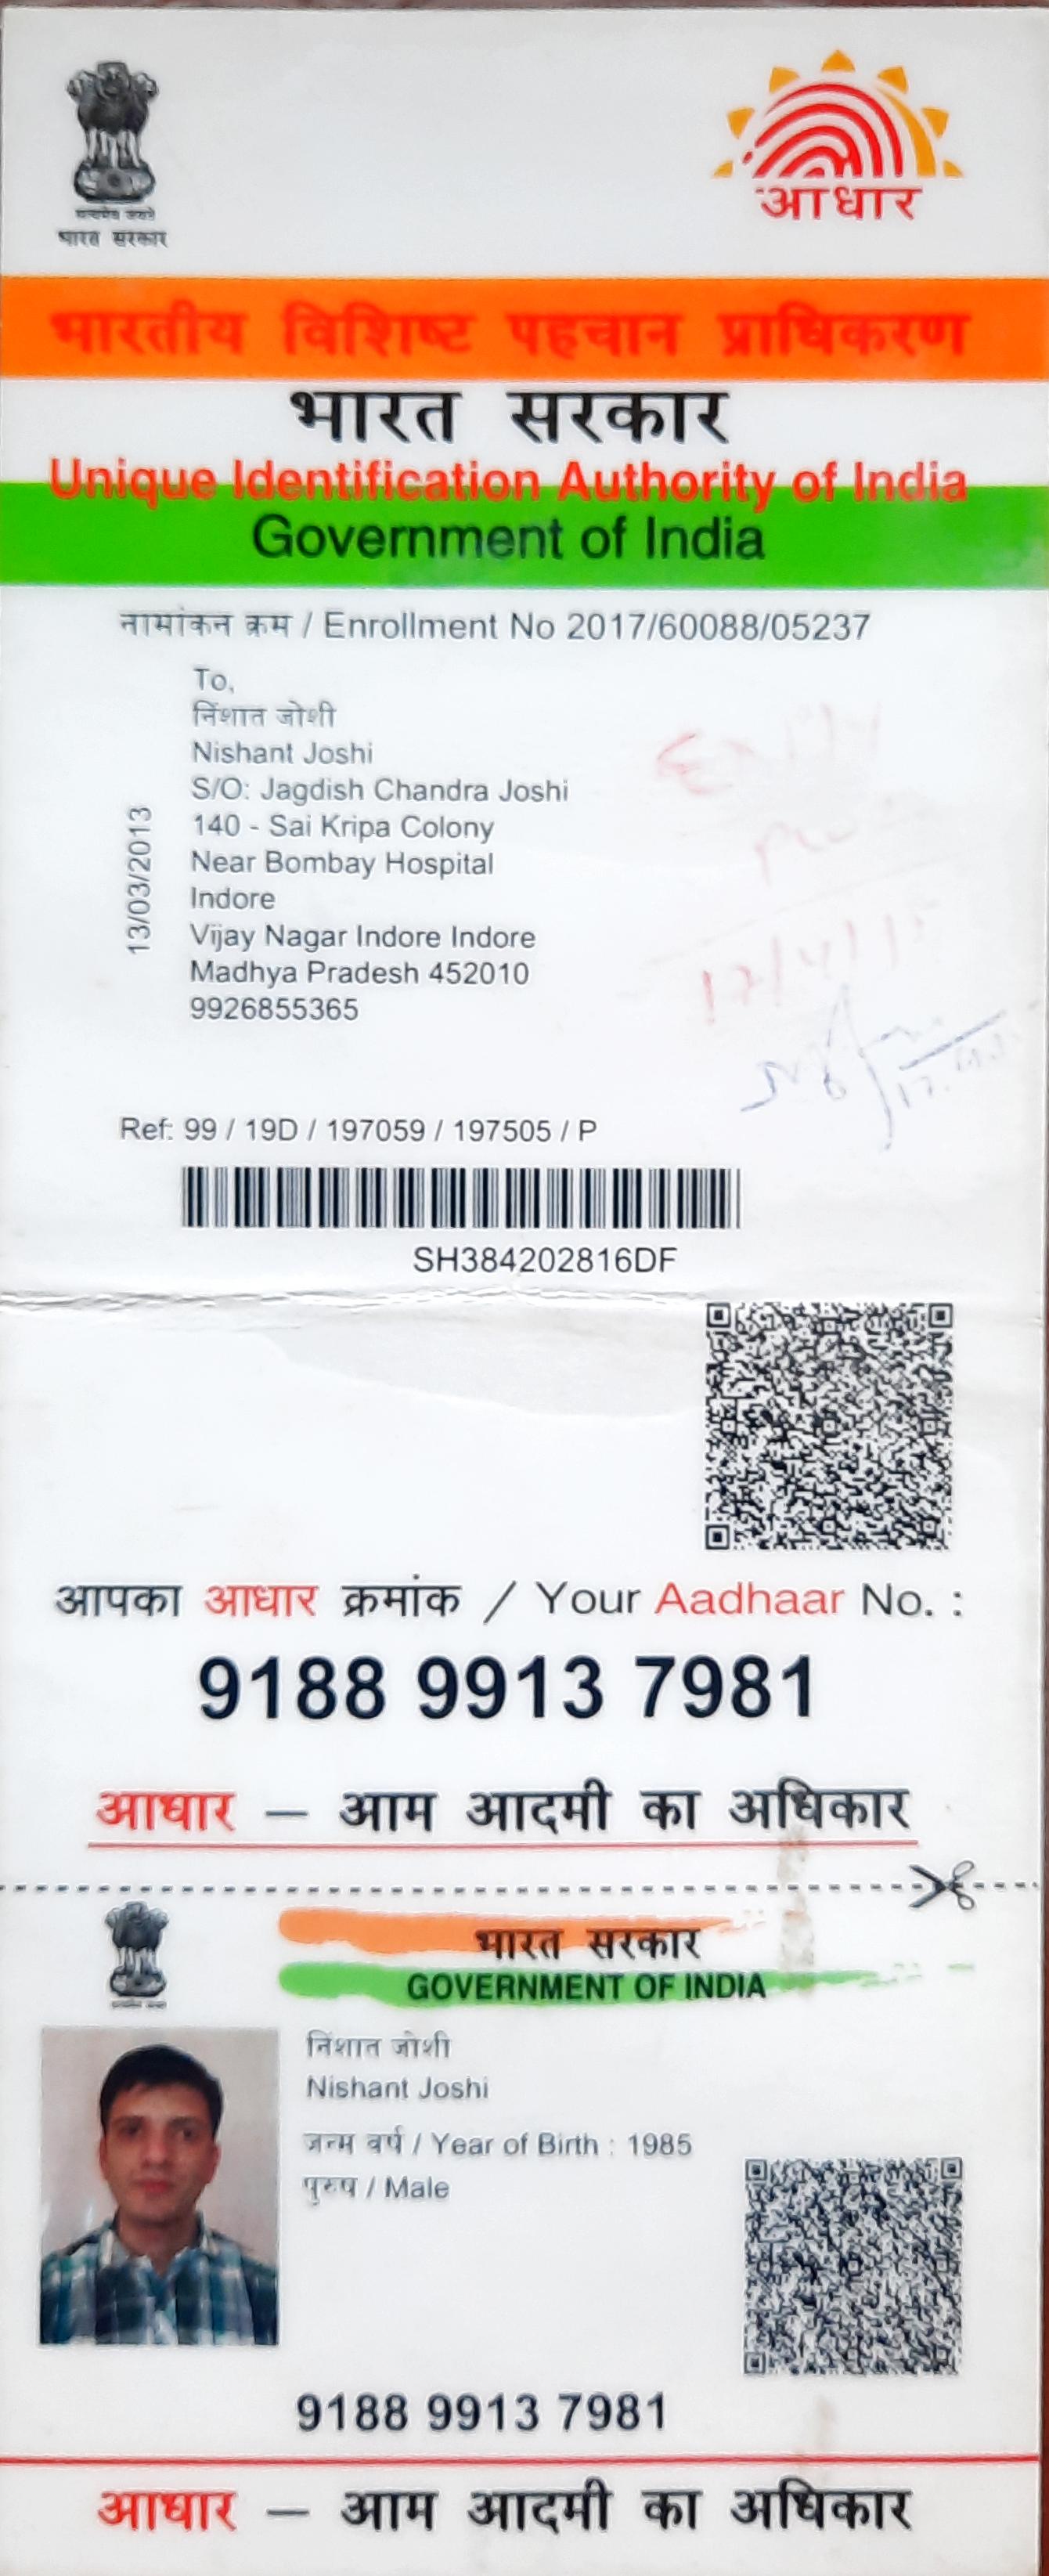 सत्यमेव जयते
भारत सरकार
आधार
भारतीय विशिष्ट पहचान प्राधिकरण
भारत सरकार
Unique Identification Authority of India
Government of India
नामांकन क्रम / Enrollment No 2017/60088/05237
To,
निंशात जोशी
Nishant Joshi
S/O: Jagdish Chandra Joshi
140 - Sai Kripa Colony
Near Bombay Hospital
Indore
Vijay Nagar Indore Indore
Madhya Pradesh 452010
9926855365
13/03/2013
Ref: 99 / 19D / 197059 / 197505 / P
SH384202816DF
आपका आधार क्रमांक / Your Aadhaar No. :
9188 9913 7981
आधार — आम आदमी का अधिकार
भारत सरकार
GOVERNMENT OF INDIA
निंशात जोशी
Nishant Joshi
जन्म वर्ष / Year of Birth : 1985
पुरुष / Male
9188 9913 7981
आधार — आम आदमी का अधिकार